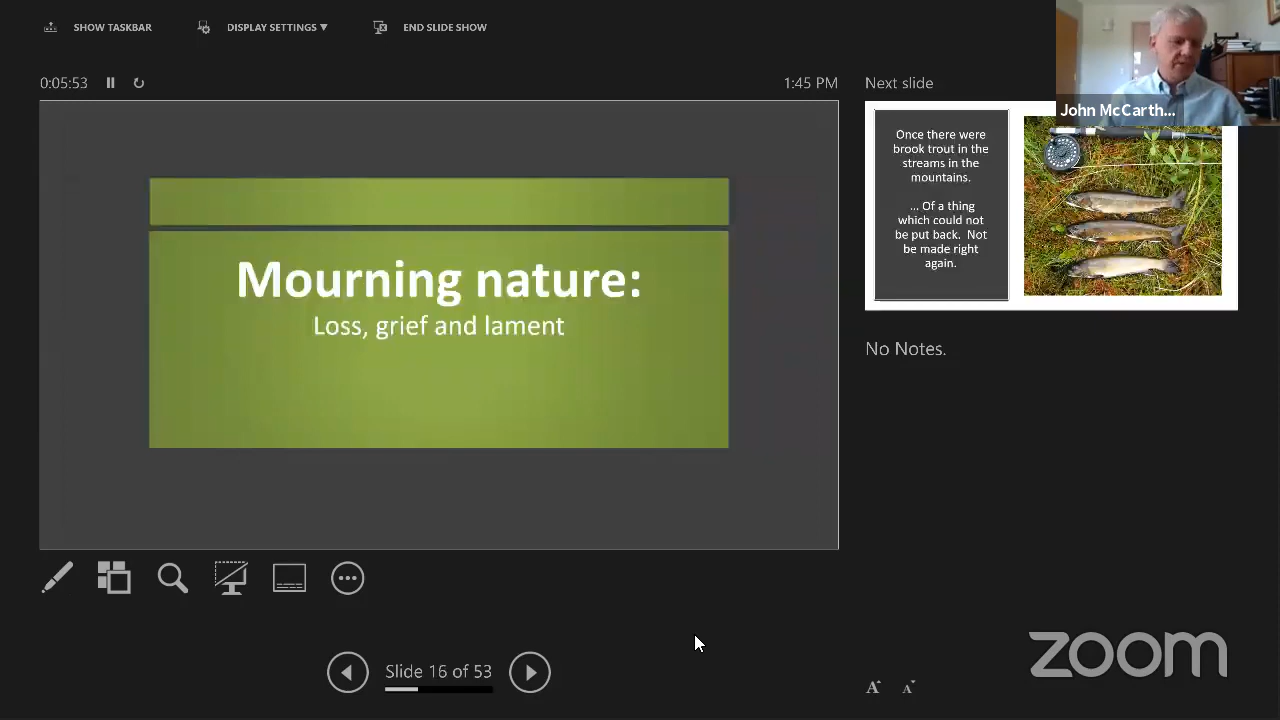 SHOW TASKBAR
DISPLAY SETTINGS ▼
END SLIDE SHOW
0:05:53
1:45 PM
Next slide
John McCarth...
Mourning nature:
Loss, grief and lament
Once there were
brook trout in the
streams in the
mountains.
... Of a thing
which could not
be put back. Not
be made right
again.
No Notes.
Slide 16 of 53
A
A
zoom